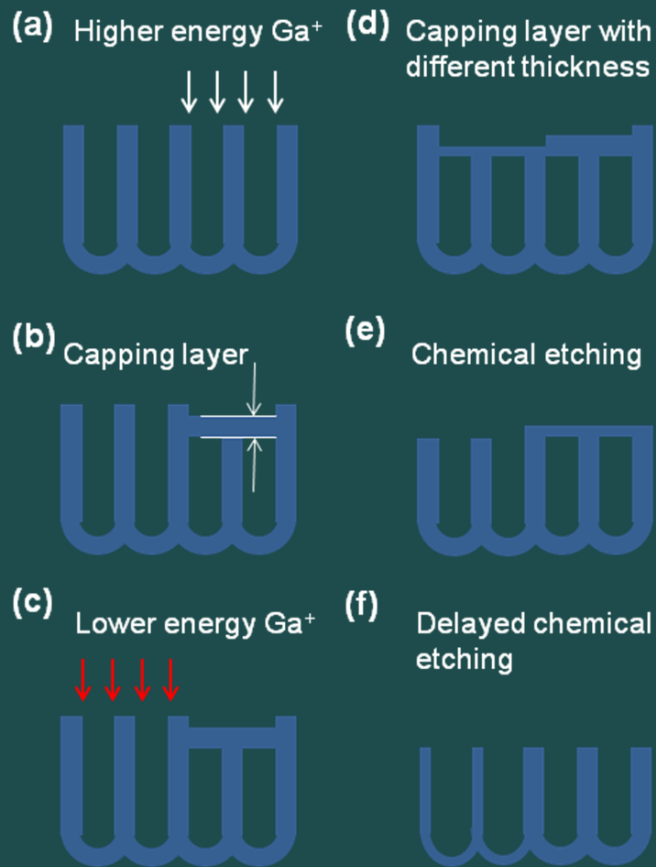 (a) Higher energy Ga⁺
(d) Capping layer with
different thickness
(b) Capping layer
(e) Chemical etching
(c) Lower energy Ga⁺
(f) Delayed chemical
etching